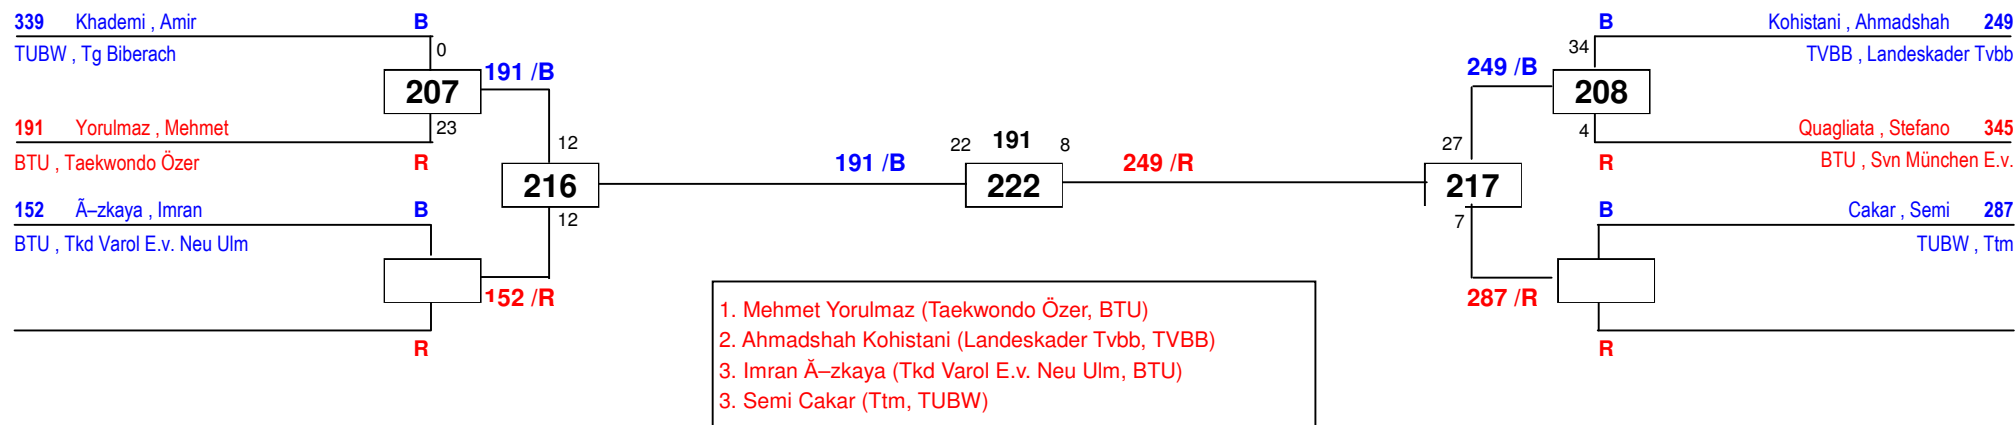 339 Khademi , Amir B
TUBW , Tg Biberach
0
207
191 /B
191 Yorulmaz , Mehmet
23
BTU , Taekwondo Özer R
12
216
152 Ã–zkaya , Imran B
12
BTU , Tkd Varol E.v. Neu Ulm
152 /R
R
191 /B
22 191 8
222
249 /R
B Kohistani , Ahmadshah 249
34
TVBB , Landeskader Tvbb
249 /B
208
4
Quagliata , Stefano 345
27
R BTU , Svn München E.v.
217
7
B Cakar , Semi 287
TUBW , Ttm
287 /R
R
1. Mehmet Yorulmaz (Taekwondo Özer, BTU)
2. Ahmadshah Kohistani (Landeskader Tvbb, TVBB)
3. Imran Ã–zkaya (Tkd Varol E.v. Neu Ulm, BTU)
3. Semi Cakar (Ttm, TUBW)